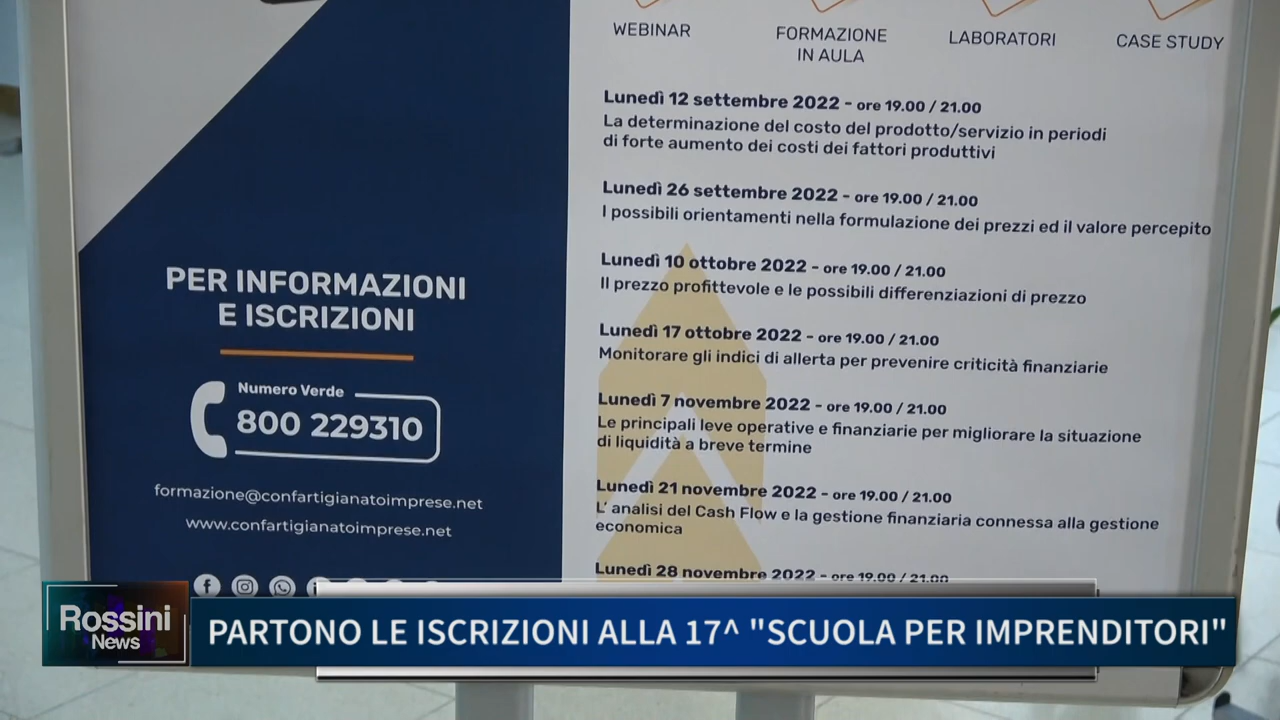 WEBINAR
FORMAZIONE
IN AULA
LABORATORI
CASE STUDY
Lunedì 12 settembre 2022 - ore 19.00 / 21.00
La determinazione del costo del prodotto/servizio in periodi
di forte aumento dei costi dei fattori produttivi
Lunedì 26 settembre 2022 - ore 19.00 / 21.00
I possibili orientamenti nella formulazione dei prezzi ed il valore percepito
Lunedì 10 ottobre 2022 - ore 19.00 / 21.00
Il prezzo profittevole e le possibili differenziazioni di prezzo
Lunedì 17 ottobre 2022 - ore 19.00 / 21.00
Monitorare gli indici di allerta per prevenire criticità finanziarie
Lunedì 7 novembre 2022 - ore 19.00 / 21.00
Le principali leve operative e finanziarie per migliorare la situazione
di liquidità a breve termine
Lunedì 21 novembre 2022 - ore 19.00 / 21.00
L' analisi del Cash Flow e la gestione finanziaria connessa alla gestione
economica
Lunedì 28 novembre 2022 - ore 19.00 / 21.00
PER INFORMAZIONI
E ISCRIZIONI
Numero Verde
800 229310
formazione@confartigianatoimprese.net
www.confartigianatoimprese.net
Rossini
News
PARTONO LE ISCRIZIONI ALLA 17^ "SCUOLA PER IMPRENDITORI"